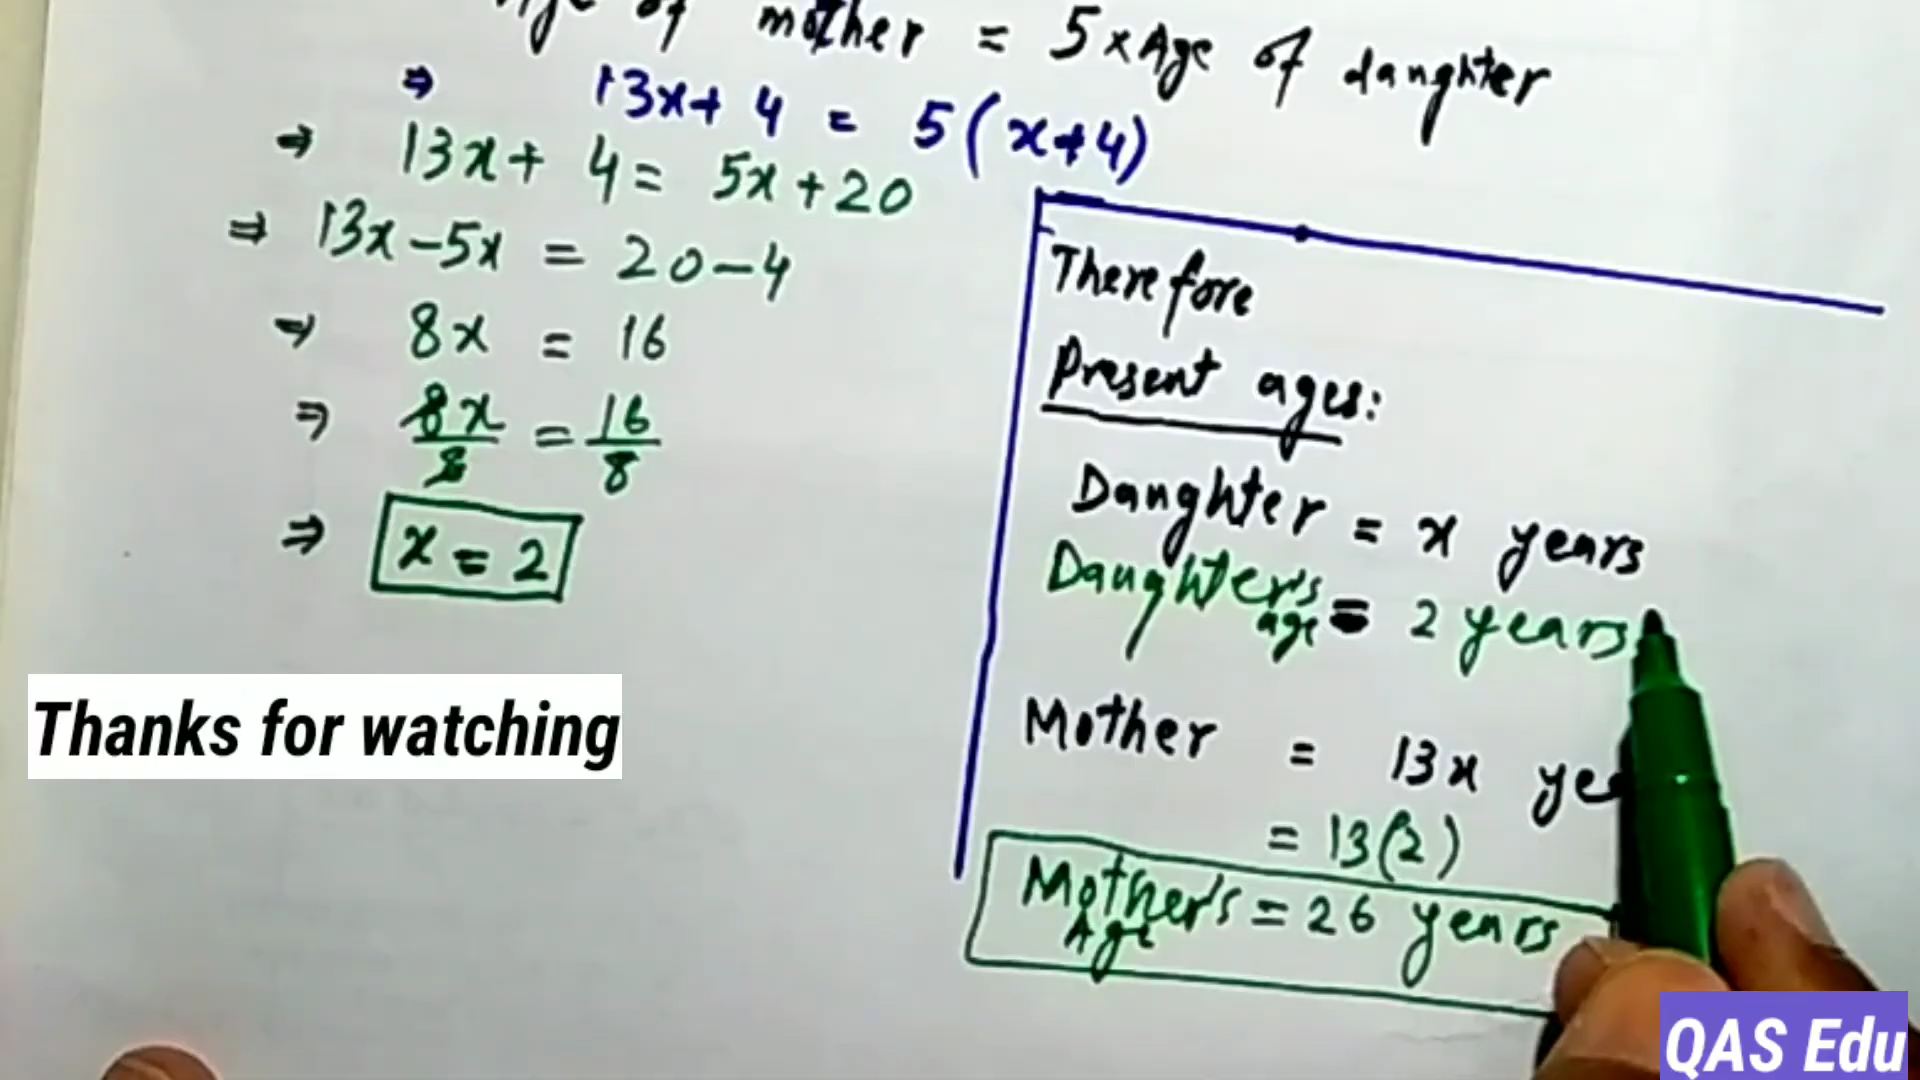 Age of mother = 5xAge of daughter
⇒ 13x+ 4 = 5(x+4)
⇒ 13x+ 4 = 5x+20
⇒ 13x-5x = 20-4
⇒ 8x = 16
⇒ 8x/8 = 16/8
⇒ x = 2
Therefore
Present ages:
Daughter = x years
Daughter's age = 2 years
Mother = 13x
= 13(2)
Mother's Age = 26 years
Thanks for watching
QAS Edu